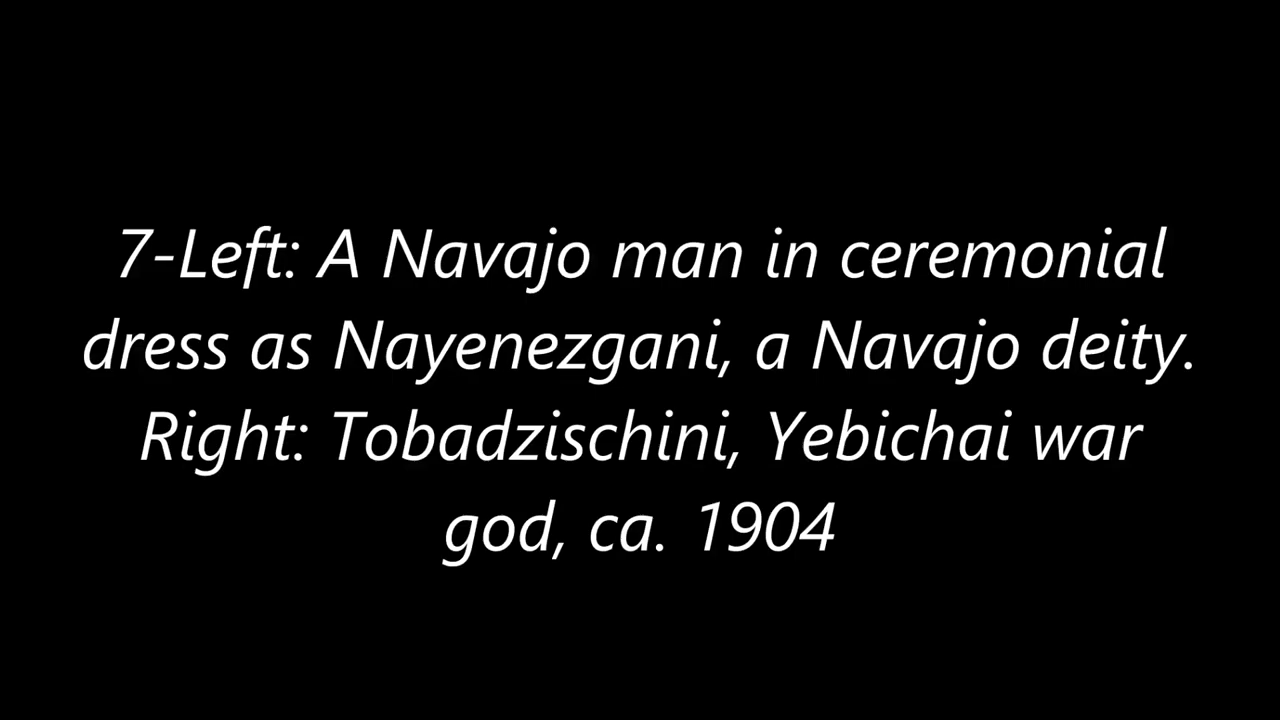 7-Left: A Navajo man in ceremonial
dress as Nayenezgani, a Navajo deity.
Right: Tobadzischini, Yebichai war
god, ca. 1904